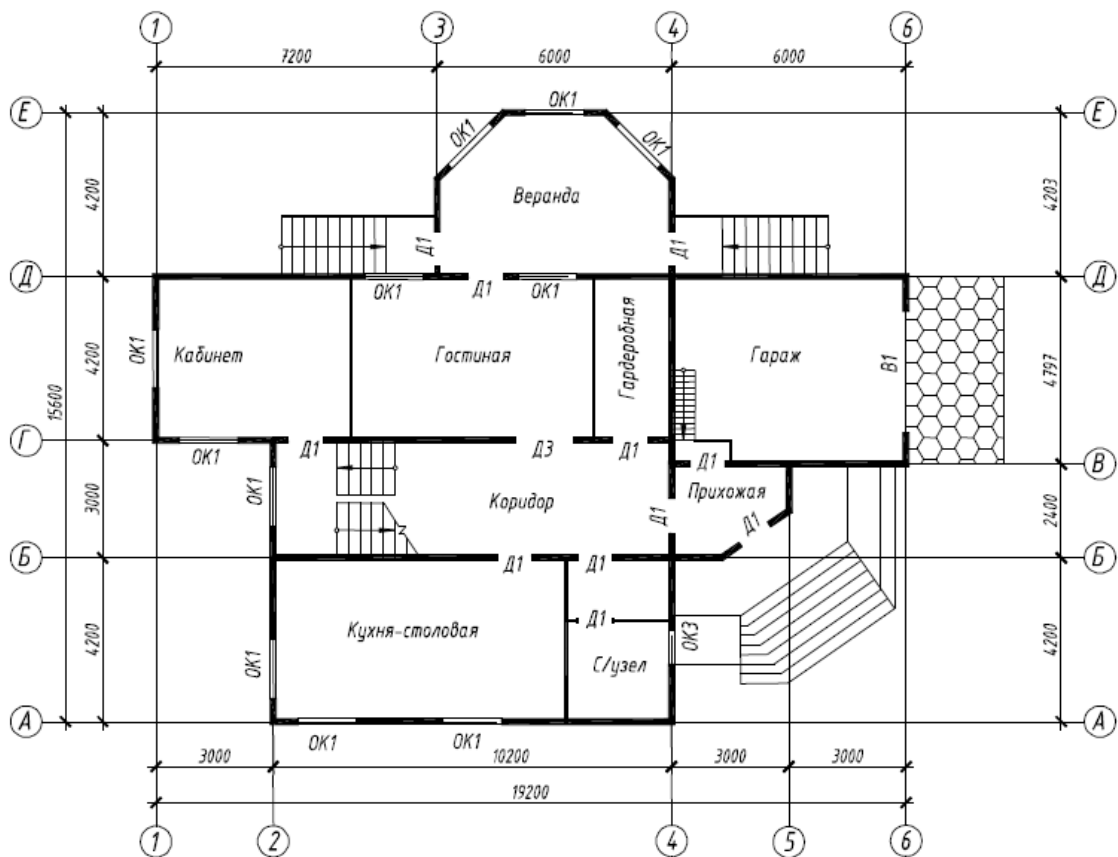 1
3
4
6
7200
6000
6000
Е
ОК1
Е
ОК1
ОК1
Веранда
4200
4203
Д1
Д1
Д
Д
ОК1
Д1
ОК1
ОК1
Кабинет
Гостиная
Гардеробная
Гараж
В1
4200
4797
15600
Г
ОК1
Д1
Д3
Д1
Д1
В
ОК1
Коридор
Прихожая
3000
Д1
Д1
2400
Б
Д1
Д1
Б
Кухня-столовая
Д1
ОК3
ОК1
С/узел
4200
4200
А
ОК1
ОК1
А
3000
10200
3000
3000
19200
1
2
4
5
6